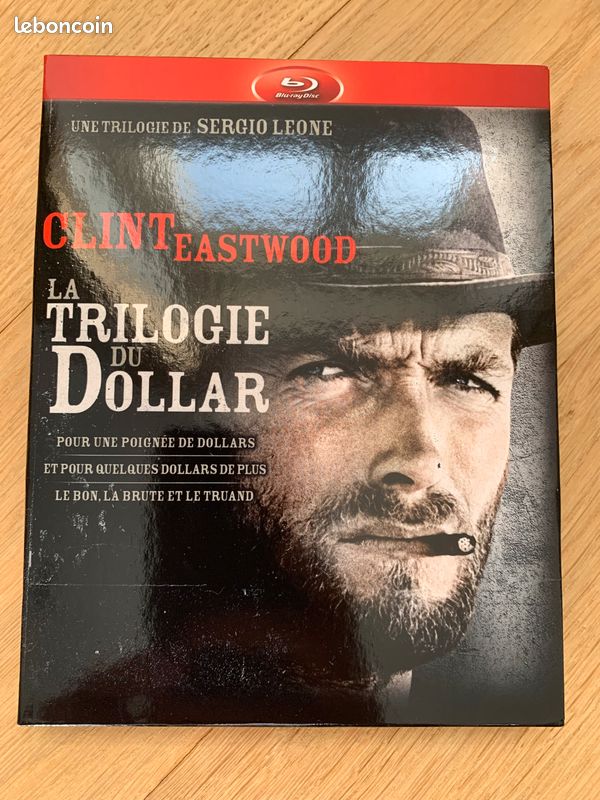 leboncoin
Blu-ray Disc
UNE TRILOGIE DE SERGIO LEONE
CLINT EASTWOOD
LA
TRILOGIE
DU
DOLLAR
POUR UNE POIGNÉE DE DOLLARS
ET POUR QUELQUES DOLLARS DE PLUS
LE BON, LA BRUTE ET LE TRUAND